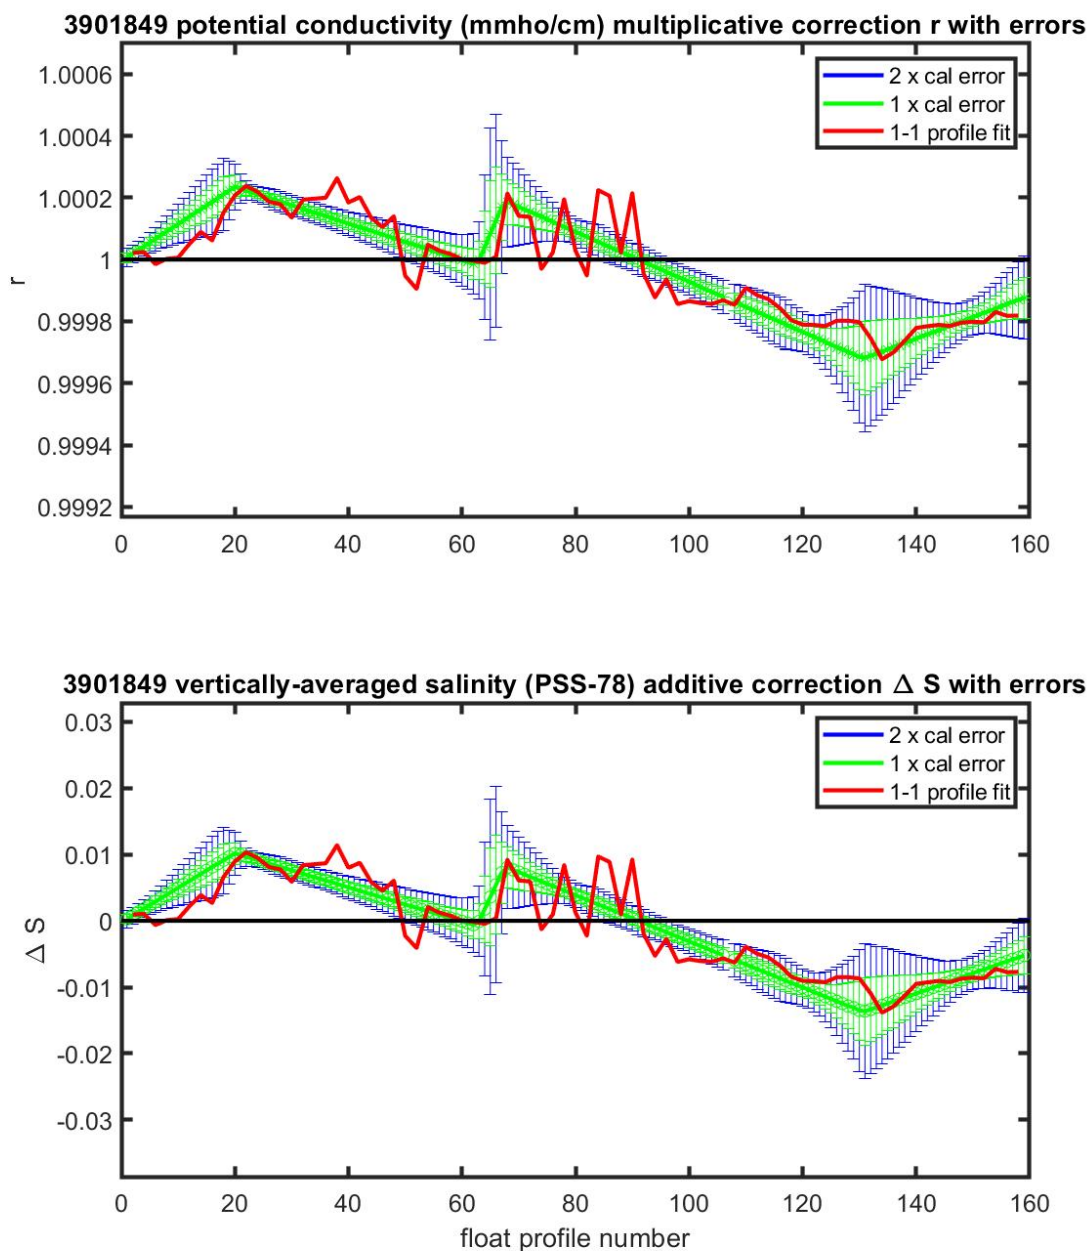 3901849 potential conductivity (mmho/cm) multiplicative correction r with errors
2 x cal error
1 x cal error
1-1 profile fit
1.0006
1.0004
1.0002
1
0.9998
0.9996
0.9994
0.9992
r
0 20 40 60 80 100 120 140 160
3901849 vertically-averaged salinity (PSS-78) additive correction Δ S with errors
2 x cal error
1 x cal error
1-1 profile fit
0.03
0.02
0.01
0
-0.01
-0.02
-0.03
Δ S
0 20 40 60 80 100 120 140 160
float profile number